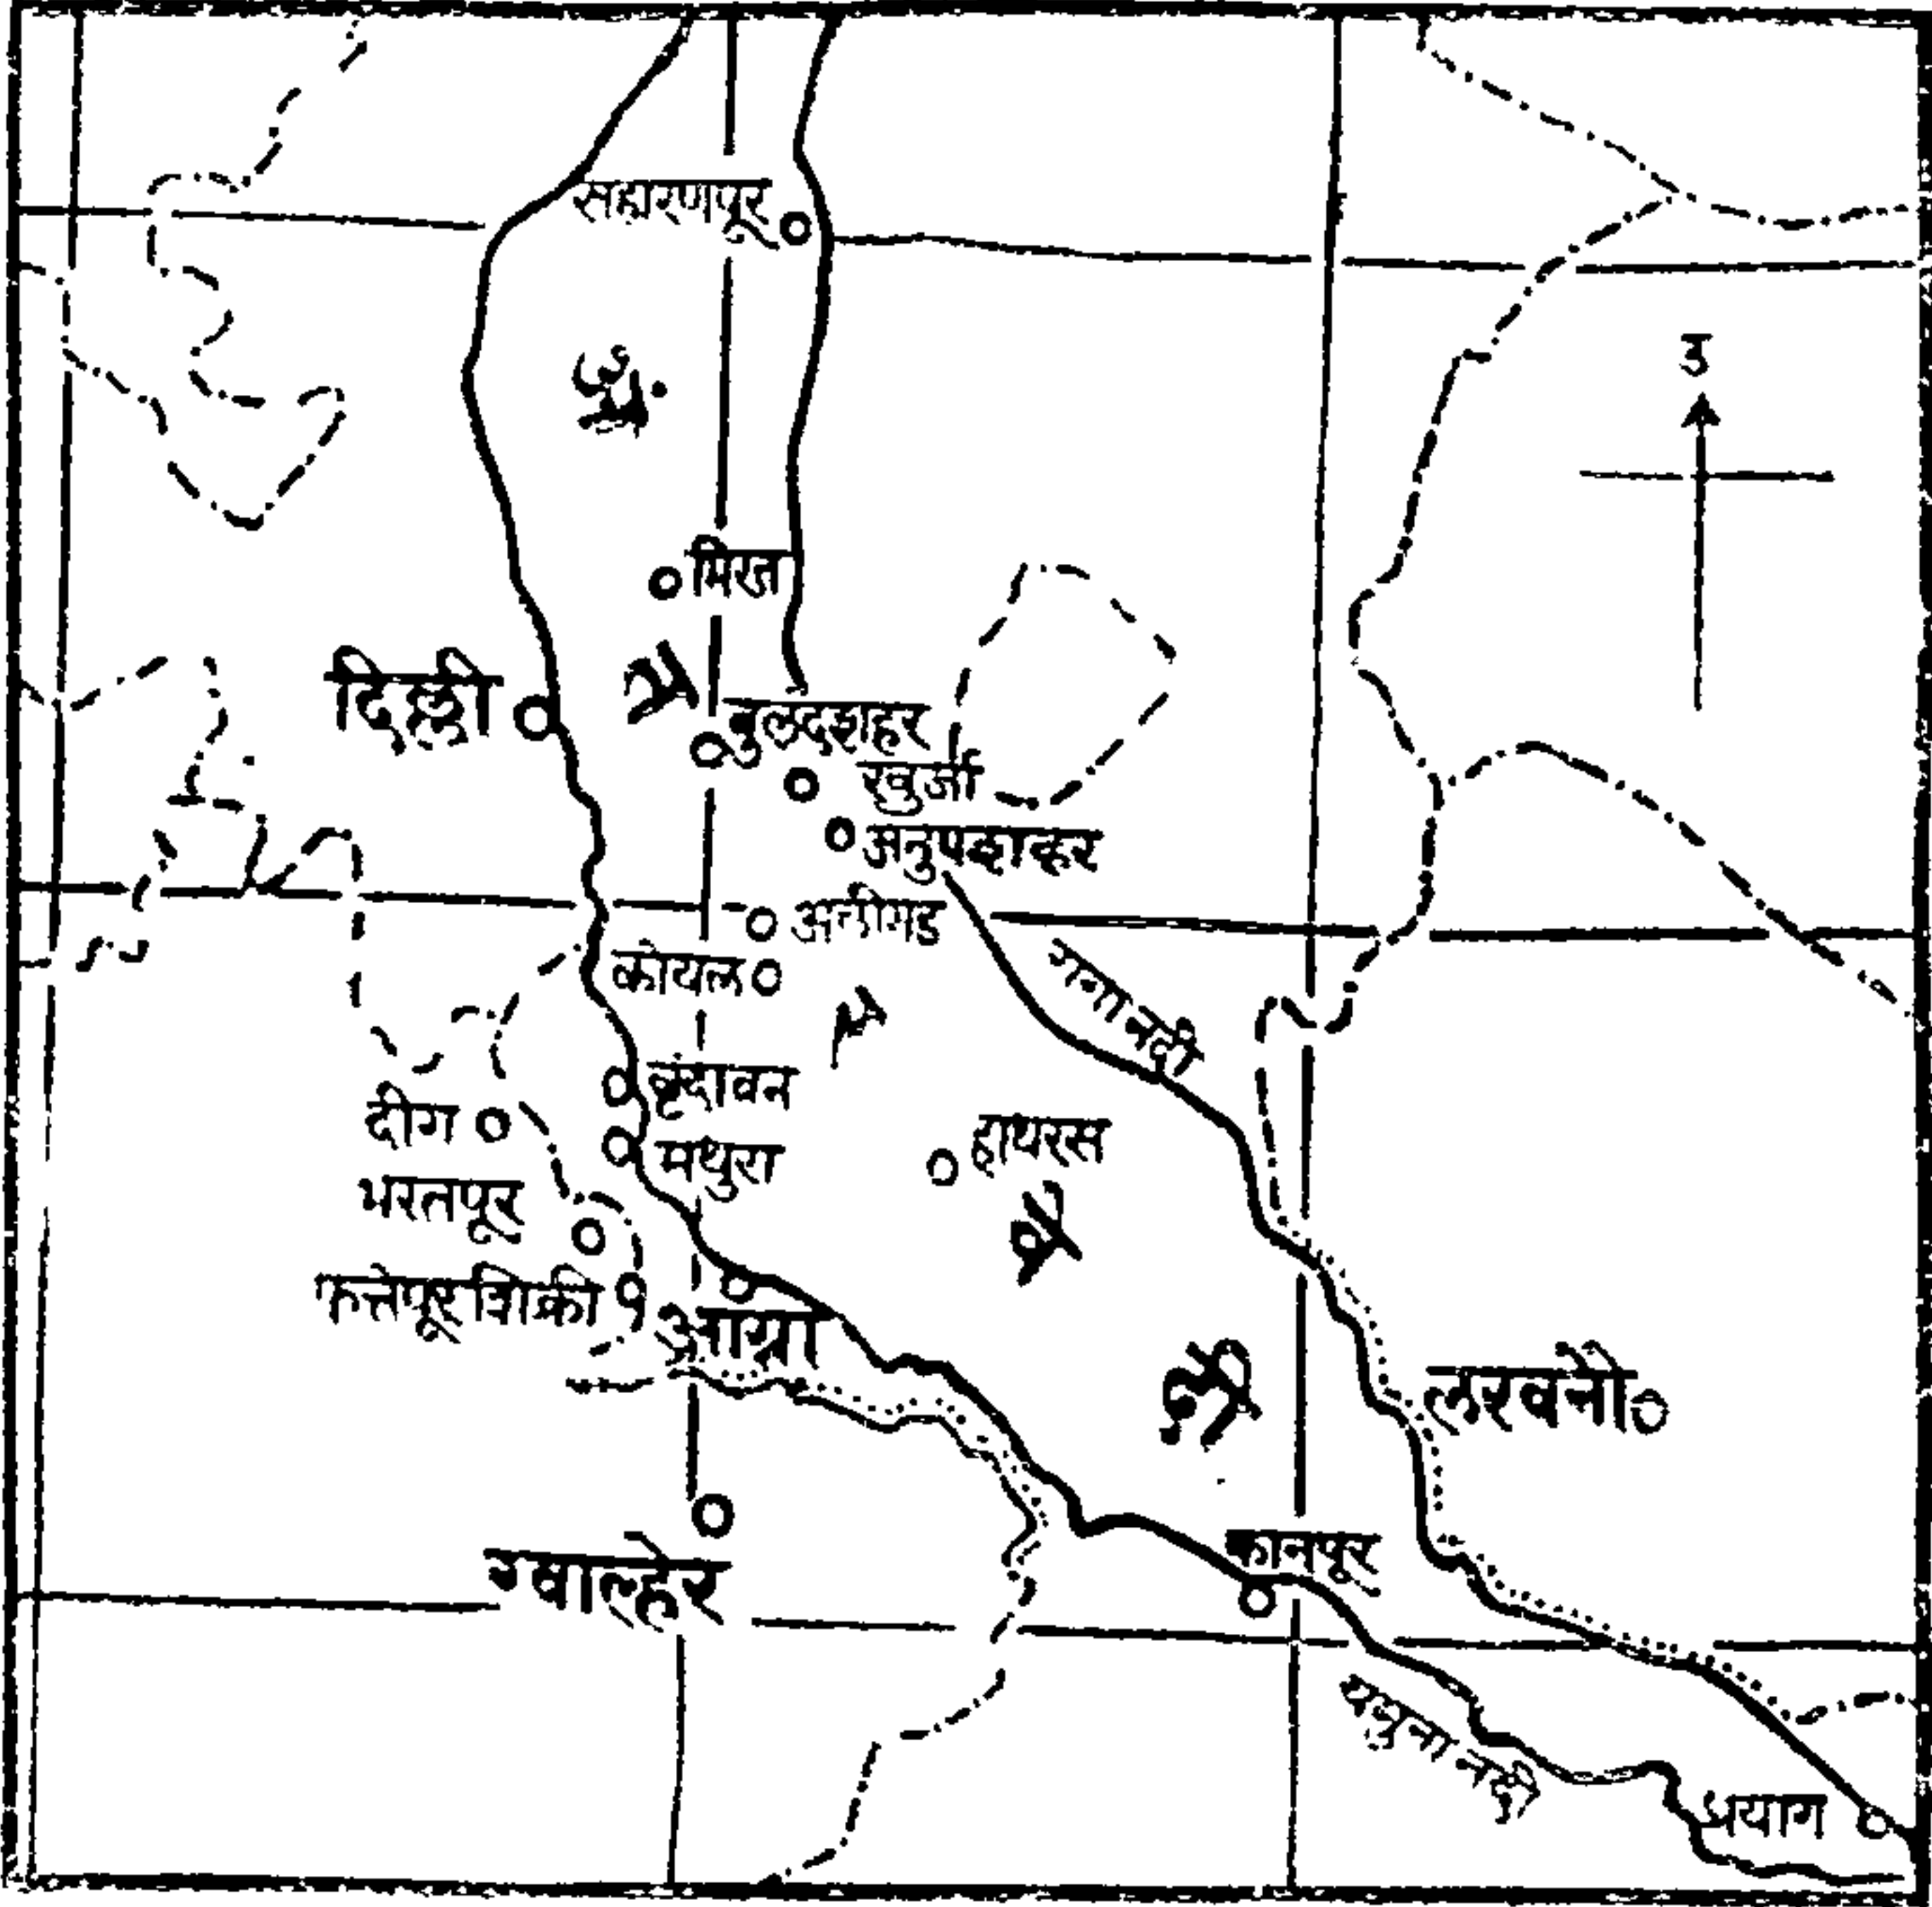 सहारणपूर
उ
मिरत
दिल्ली
बुलंदशहर
खुर्जा
अनुपशहर
अलीगड
कोयल
गंगा नदी
वृंदावन
दीग
मथुरा
हाथरस
भरतपूर
फत्तेपूर शिक्री
आग्रा
लखनौ
ग्वाल्हेर
कानपूर
यमुना नदी
प्रयाग